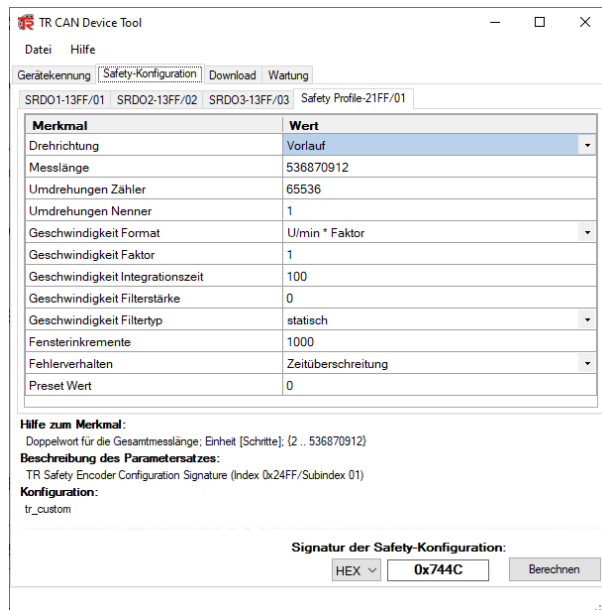 TR CAN Device Tool
Datei Hilfe
Gerätekennung Safety-Konfiguration Download Wartung
SRDO1-13FF/01 SRDO2-13FF/02 SRDO3-13FF/03 Safety Profile-21FF/01
Merkmal Wert
Drehrichtung Vorlauf
Messlänge 536870912
Umdrehungen Zähler 65536
Umdrehungen Nenner 1
Geschwindigkeit Format U/min * Faktor
Geschwindigkeit Faktor 1
Geschwindigkeit Integrationszeit 100
Geschwindigkeit Filterstärke 0
Geschwindigkeit Filtertyp statisch
Fensterinkremente 1000
Fehlerverhalten Zeitüberschreitung
Preset Wert 0
Hilfe zum Merkmal:
Doppelwort für die Gesamtmesslänge; Einheit [Schritte]; {2 .. 536870912}
Beschreibung des Parametersatzes:
TR Safety Encoder Configuration Signature (Index 0x24FF/Subindex 01)
Konfiguration:
tr_custom
Signatur der Safety-Konfiguration:
HEX 0x744C Berechnen